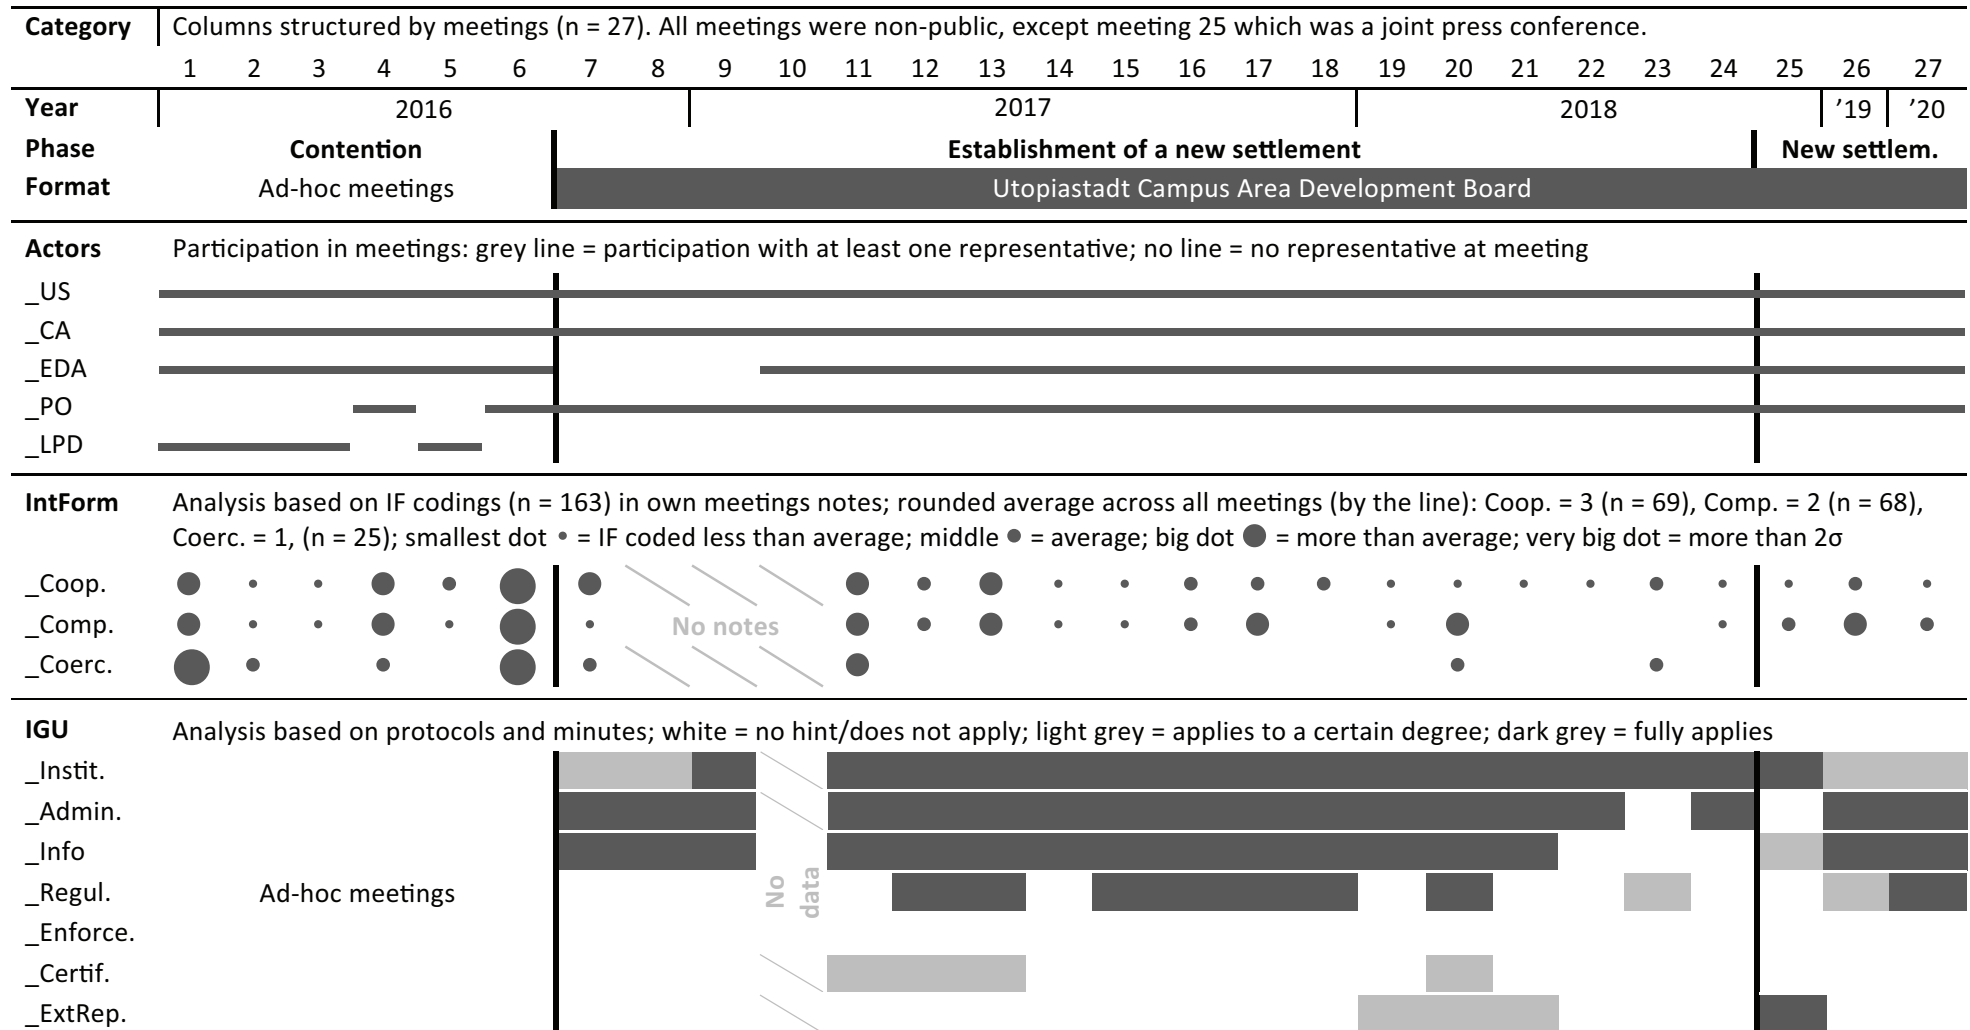 Category Columns structured by meetings (n = 27). All meetings were non-public, except meeting 25 which was a joint press conference.
1 2 3 4 5 6 7 8 9 10 11 12 13 14 15 16 17 18 19 20 21 22 23 24 25 26 27
Year 2016 2017 2018 ’19 ’20
Phase Contention Establishment of a new settlement New settlem.
Format Ad-hoc meetings Utopiastadt Campus Area Development Board
Actors Participation in meetings: grey line = participation with at least one representative; no line = no representative at meeting
_US
_CA
_EDA
_PO
_LPD
IntForm Analysis based on IF codings (n = 163) in own meetings notes; rounded average across all meetings (by the line): Coop. = 3 (n = 69), Comp. = 2 (n = 68),
Coerc. = 1, (n = 25); smallest dot • = IF coded less than average; middle ● = average; big dot ● = more than average; very big dot = more than 2σ
_Coop.
_Comp. No notes
_Coerc.
IGU Analysis based on protocols and minutes; white = no hint/does not apply; light grey = applies to a certain degree; dark grey = fully applies
_Instit.
_Admin.
_Info
_Regul. Ad-hoc meetings No data
_Enforce.
_Certif.
_ExtRep.